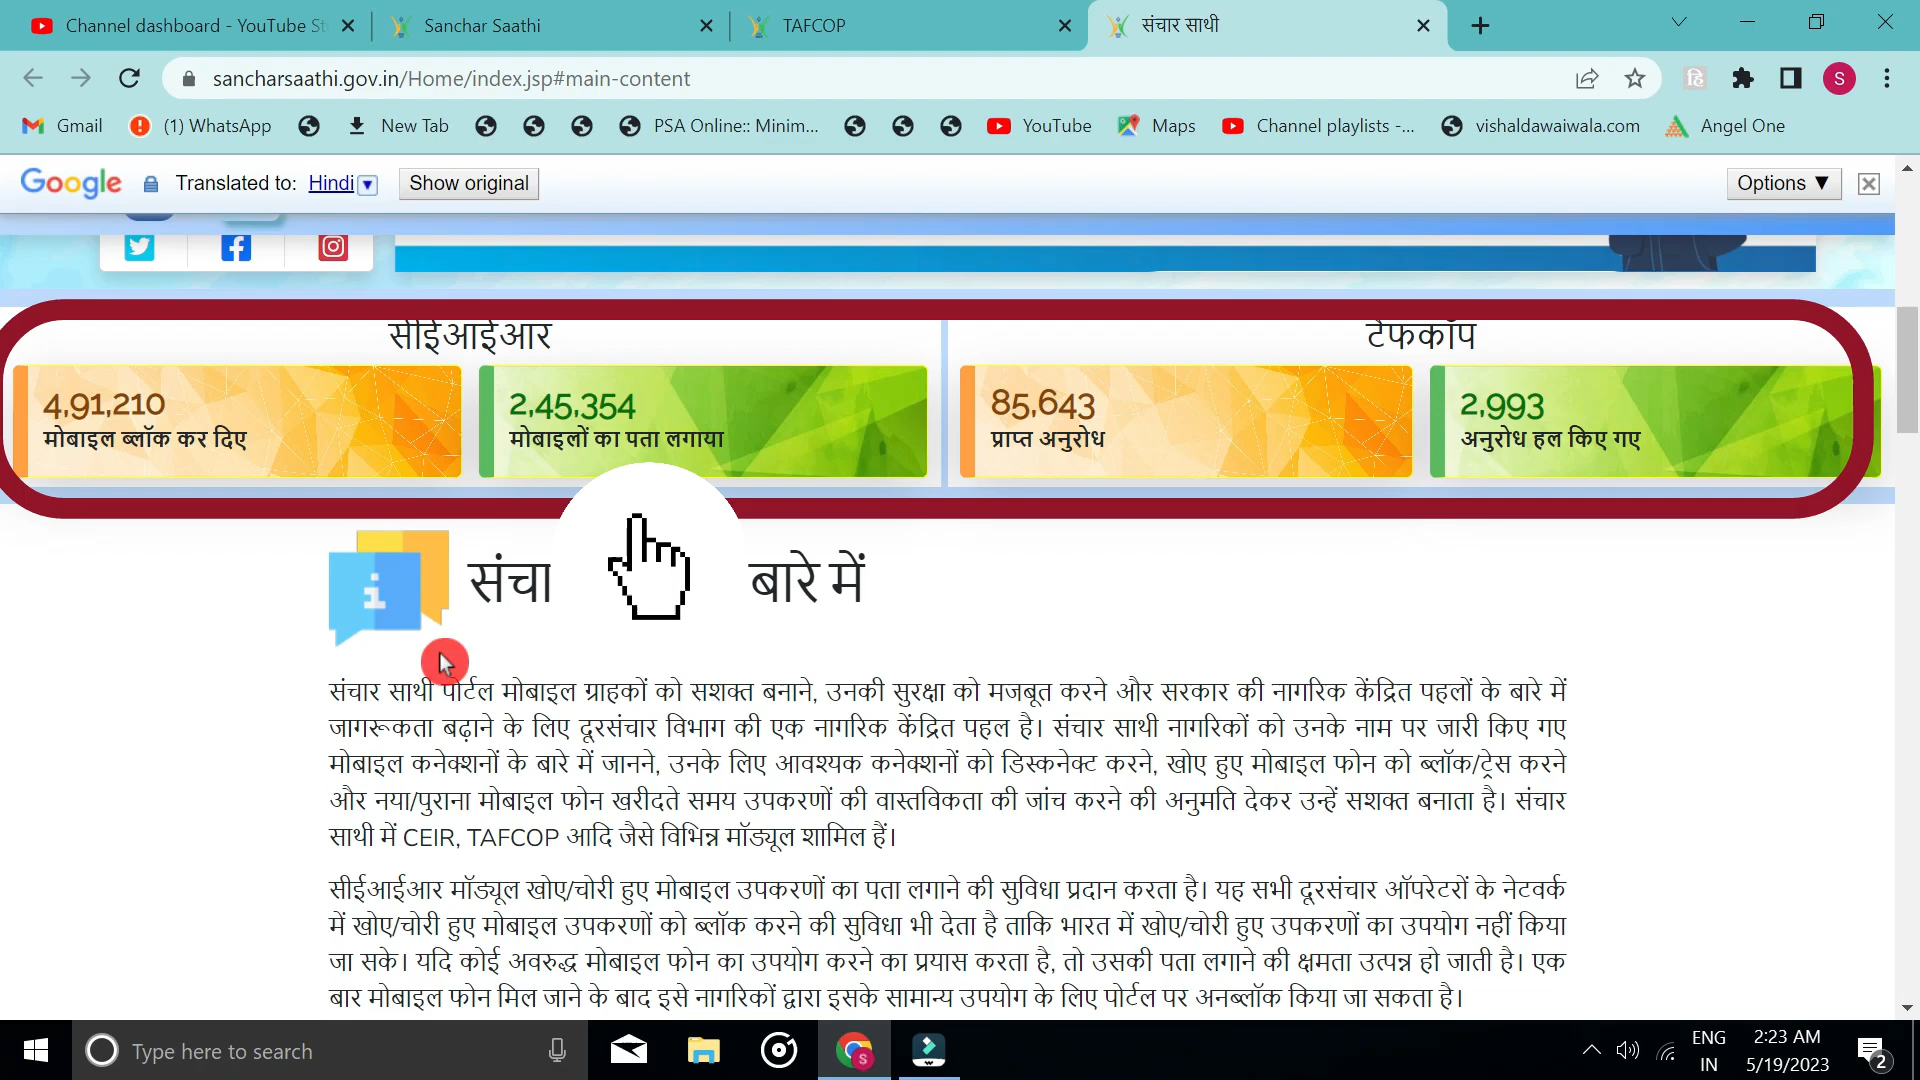 Channel dashboard - YouTube St
Sanchar Saathi
TAFCOP
संचार साथी
sancharsaathi.gov.in/Home/index.jsp#main-content
हि
S
Gmail
(1) WhatsApp
New Tab
PSA Online:: Minim...
YouTube
Maps
Channel playlists -...
vishaldawaiwala.com
Angel One
Google Translated to: Hindi Show original Options ▼
सीईआईआर
टैफकॉप
4,91,210
मोबाइल ब्लॉक कर दिए
2,45,354
मोबाइलों का पता लगाया
85,643
प्राप्त अनुरोध
2,993
अनुरोध हल किए गए
संचा बारे में
संचार साथी पोर्टल मोबाइल ग्राहकों को सशक्त बनाने, उनकी सुरक्षा को मजबूत करने और सरकार की नागरिक केंद्रित पहलों के बारे में
जागरूकता बढ़ाने के लिए दूरसंचार विभाग की एक नागरिक केंद्रित पहल है। संचार साथी नागरिकों को उनके नाम पर जारी किए गए
मोबाइल कनेक्शनों के बारे में जानने, उनके लिए आवश्यक कनेक्शनों को डिस्कनेक्ट करने, खोए हुए मोबाइल फोन को ब्लॉक/ट्रेस करने
और नया/पुराना मोबाइल फोन खरीदते समय उपकरणों की वास्तविकता की जांच करने की अनुमति देकर उन्हें सशक्त बनाता है। संचार
साथी में CEIR, TAFCOP आदि जैसे विभिन्न मॉड्यूल शामिल हैं।
सीईआईआर मॉड्यूल खोए/चोरी हुए मोबाइल उपकरणों का पता लगाने की सुविधा प्रदान करता है। यह सभी दूरसंचार ऑपरेटरों के नेटवर्क
में खोए/चोरी हुए मोबाइल उपकरणों को ब्लॉक करने की सुविधा भी देता है ताकि भारत में खोए/चोरी हुए उपकरणों का उपयोग नहीं किया
जा सके। यदि कोई अवरुद्ध मोबाइल फोन का उपयोग करने का प्रयास करता है, तो उसकी पता लगाने की क्षमता उत्पन्न हो जाती है। एक
बार मोबाइल फोन मिल जाने के बाद इसे नागरिकों द्वारा इसके सामान्य उपयोग के लिए पोर्टल पर अनब्लॉक किया जा सकता है।
Type here to search
S
ENG
IN
2:23 AM
5/19/2023
2